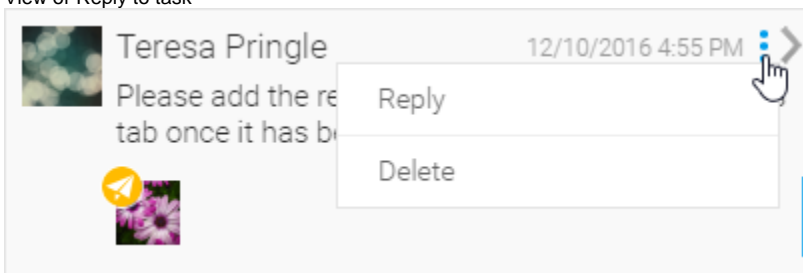 View or Reply to task
Teresa Pringle
12/10/2016 4:55 PM
Please add the re
tab once it has be
Reply
Delete